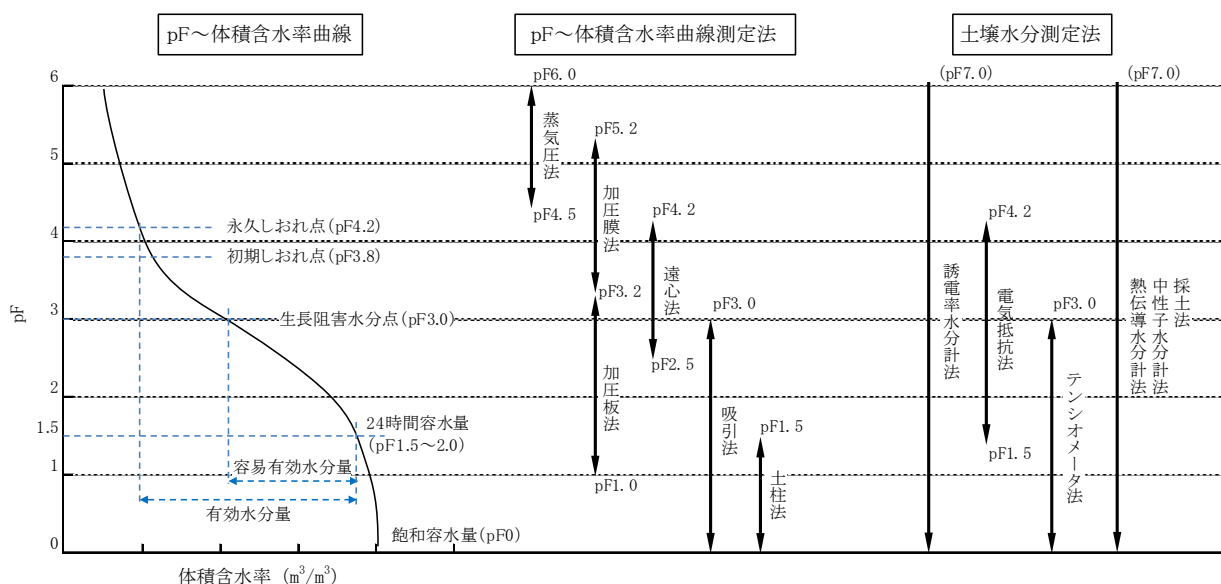 pF～体積含水率曲線
pF～体積含水率曲線測定法
土壌水分測定法
6
5
4
3
2
1.5
1
0
pF
永久しおれ点(pF4.2)
初期しおれ点(pF3.8)
生長阻害水分点(pF3.0)
24時間容水量
(pF1.5～2.0)
容易有効水分量
有効水分量
飽和容水量(pF0)
体積含水率 (m³/m³)
pF6.0
蒸気圧法
pF4.5
pF5.2
加圧膜法
pF3.2
加圧板法
pF1.0
pF4.2
遠心法
pF2.5
pF3.0
吸引法
pF1.5
土柱法
(pF7.0)
誘電率水分計法
pF4.2
電気抵抗法
pF1.5
pF3.0
テンシオメータ法
(pF7.0)
採土法
中性子水分計法
熱伝導水分計法